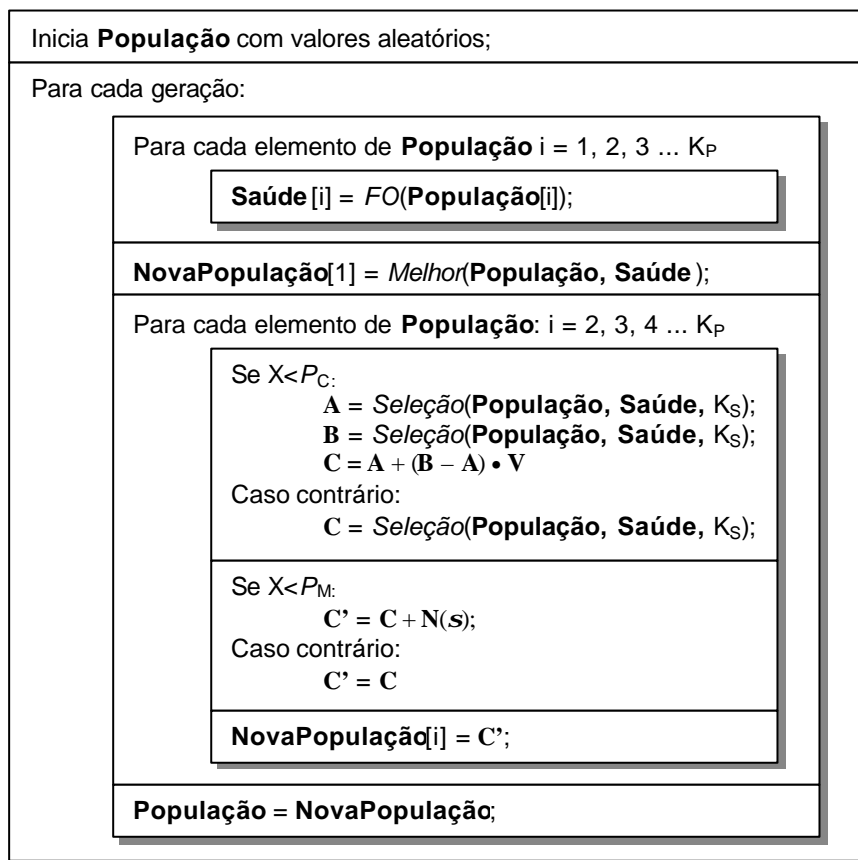 Inicia População com valores aleatórios;
Para cada geração:
Para cada elemento de População i = 1, 2, 3 ... KP
Saúde[i] = FO(População[i]);
NovaPopulação[1] = Melhor(População, Saúde);
Para cada elemento de População: i = 2, 3, 4 ... KP
Se X<PC:
A = Seleção(População, Saúde, KS);
B = Seleção(População, Saúde, KS);
C = A + (B – A) • V
Caso contrário:
C = Seleção(População, Saúde, KS);
Se X<PM:
C’ = C + N(s);
Caso contrário:
C’ = C
NovaPopulação[i] = C’;
População = NovaPopulação;